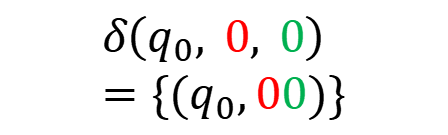 δ(q₀, 0, 0)
= {(q₀, 00)}